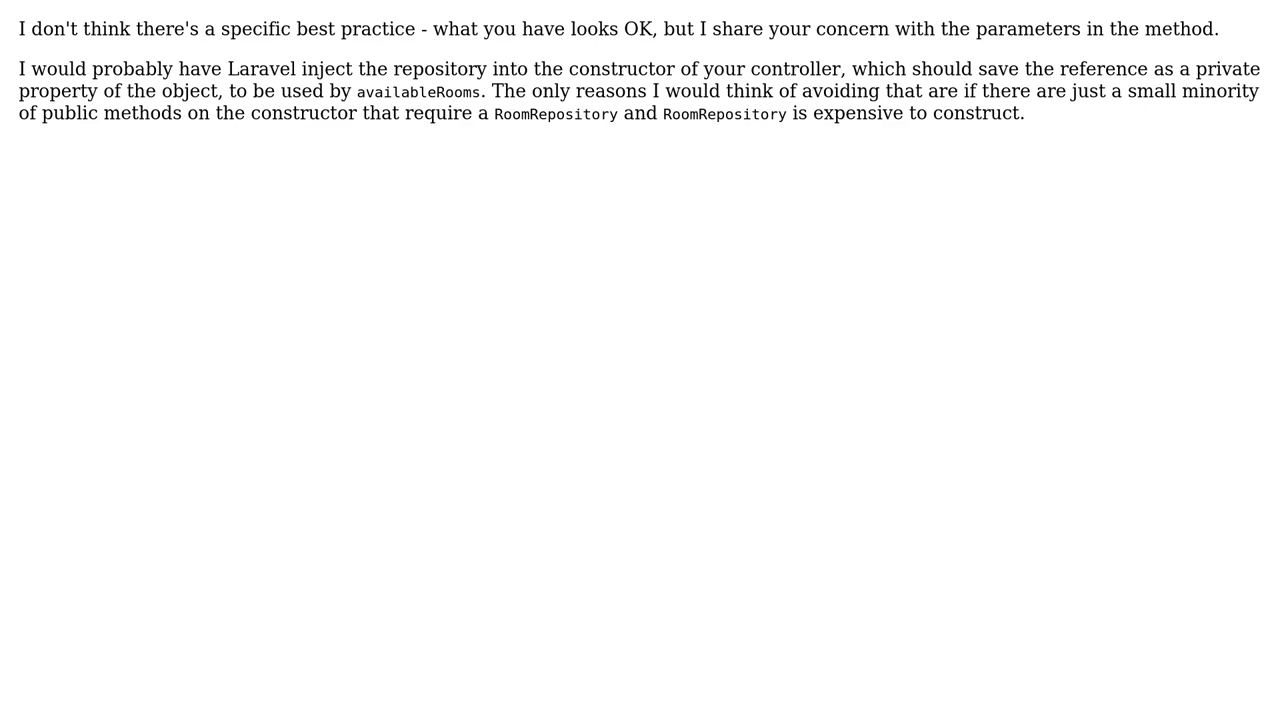 I don't think there's a specific best practice - what you have looks OK, but I share your concern with the parameters in the method.
I would probably have Laravel inject the repository into the constructor of your controller, which should save the reference as a private
property of the object, to be used by availableRooms. The only reasons I would think of avoiding that are if there are just a small minority
of public methods on the constructor that require a RoomRepository and RoomRepository is expensive to construct.